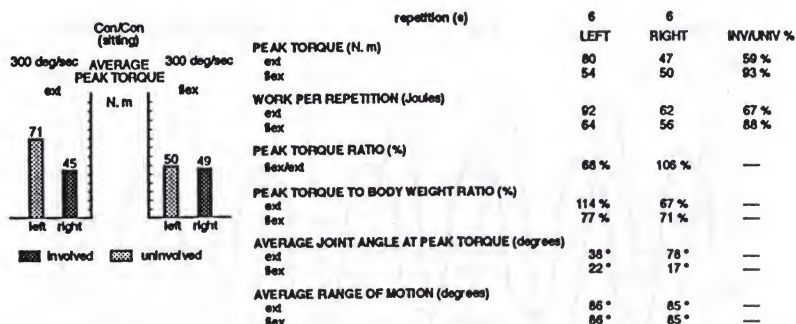 Con/Con
(sitting)
300 deg/sec AVERAGE 300 deg/sec
PEAK TORQUE
ext flex
N. m
71
45
50 49
left right left right
Involved uninvolved
repetition (s) 6 6
LEFT RIGHT INV/UNIV %
PEAK TORQUE (N. m)
ext 80 47 59 %
flex 54 50 93 %
WORK PER REPETITION (Joules)
ext 92 62 67 %
flex 64 56 88 %
PEAK TORQUE RATIO (%)
flex/ext 68 % 106 % —
PEAK TORQUE TO BODY WEIGHT RATIO (%)
ext 114 % 67 % —
flex 77 % 71 % —
AVERAGE JOINT ANGLE AT PEAK TORQUE (degrees)
ext 38 ° 78 ° —
flex 22 ° 17 ° —
AVERAGE RANGE OF MOTION (degrees)
ext 86 ° 85 ° —
flex 86 ° 85 ° —